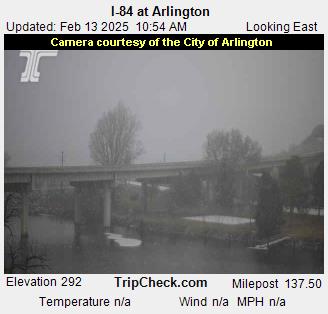 I-84 at Arlington
Updated: Feb 13 2025 10:54 AM Looking East
Camera courtesy of the City of Arlington
Elevation 292 TripCheck.com Milepost 137.50
Temperature n/a Wind n/a MPH n/a